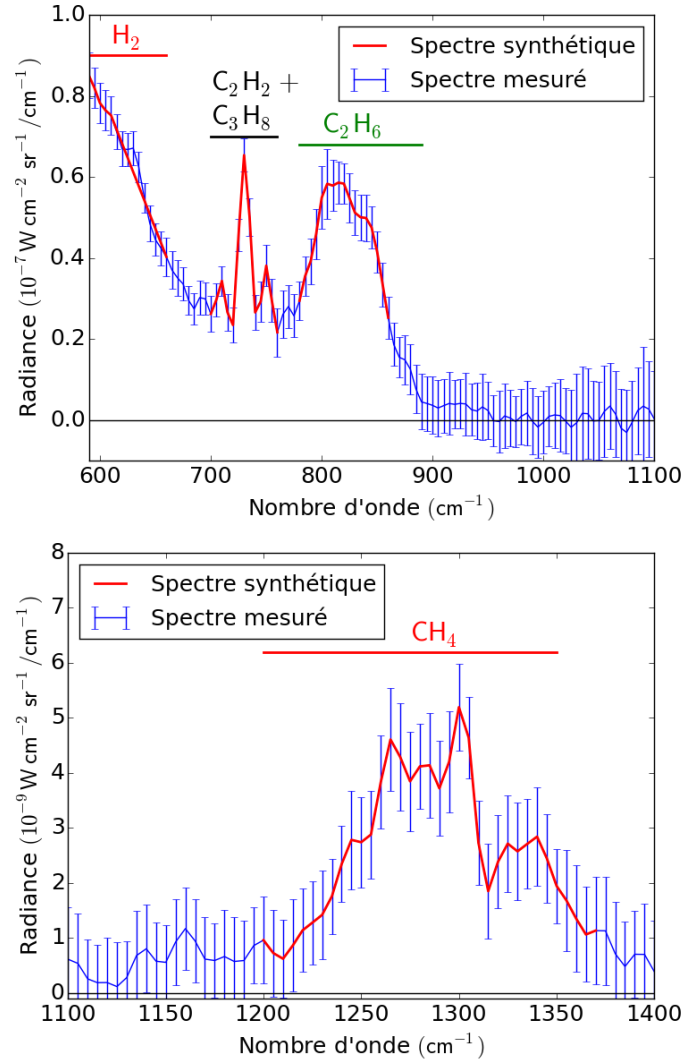 1.0
0.8
0.6
0.4
0.2
0.0
Radiance (10⁻⁷ W cm⁻² sr⁻¹ /cm⁻¹)
H₂
C₂H₂ +
C₃H₈
C₂H₆
Spectre synthétique
Spectre mesuré
600 700 800 900 1000 1100
Nombre d'onde (cm⁻¹)
8
7
6
5
4
3
2
1
0
Radiance (10⁻⁹ W cm⁻² sr⁻¹ /cm⁻¹)
Spectre synthétique
Spectre mesuré
CH₄
1100 1150 1200 1250 1300 1350 1400
Nombre d'onde (cm⁻¹)